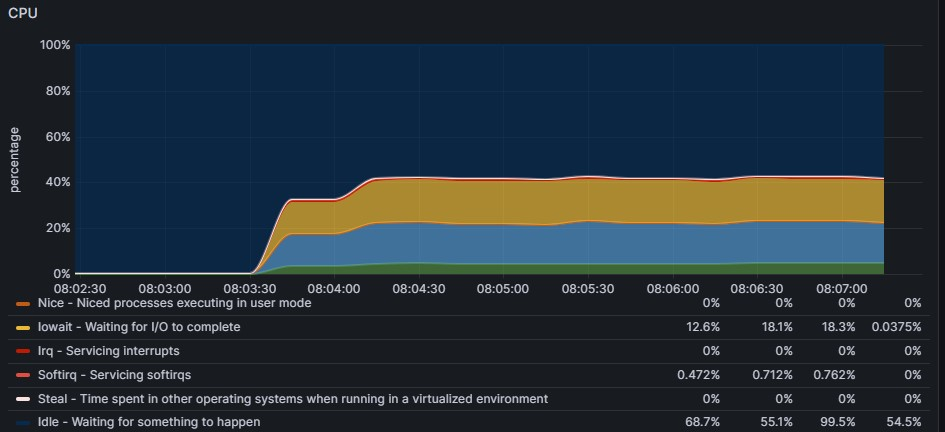 CPU
100%
80%
60%
40%
20%
0%
percentage
08:02:30 08:03:00 08:03:30 08:04:00 08:04:30 08:05:00 08:05:30 08:06:00 08:06:30 08:07:00
Nice - Niced processes executing in user mode 0% 0% 0% 0%
Iowait - Waiting for I/O to complete 12.6% 18.1% 18.3% 0.0375%
Irq - Servicing interrupts 0% 0% 0% 0%
Softirq - Servicing softirqs 0.472% 0.712% 0.762% 0%
Steal - Time spent in other operating systems when running in a virtualized environment 0% 0% 0% 0%
Idle - Waiting for something to happen 68.7% 55.1% 99.5% 54.5%